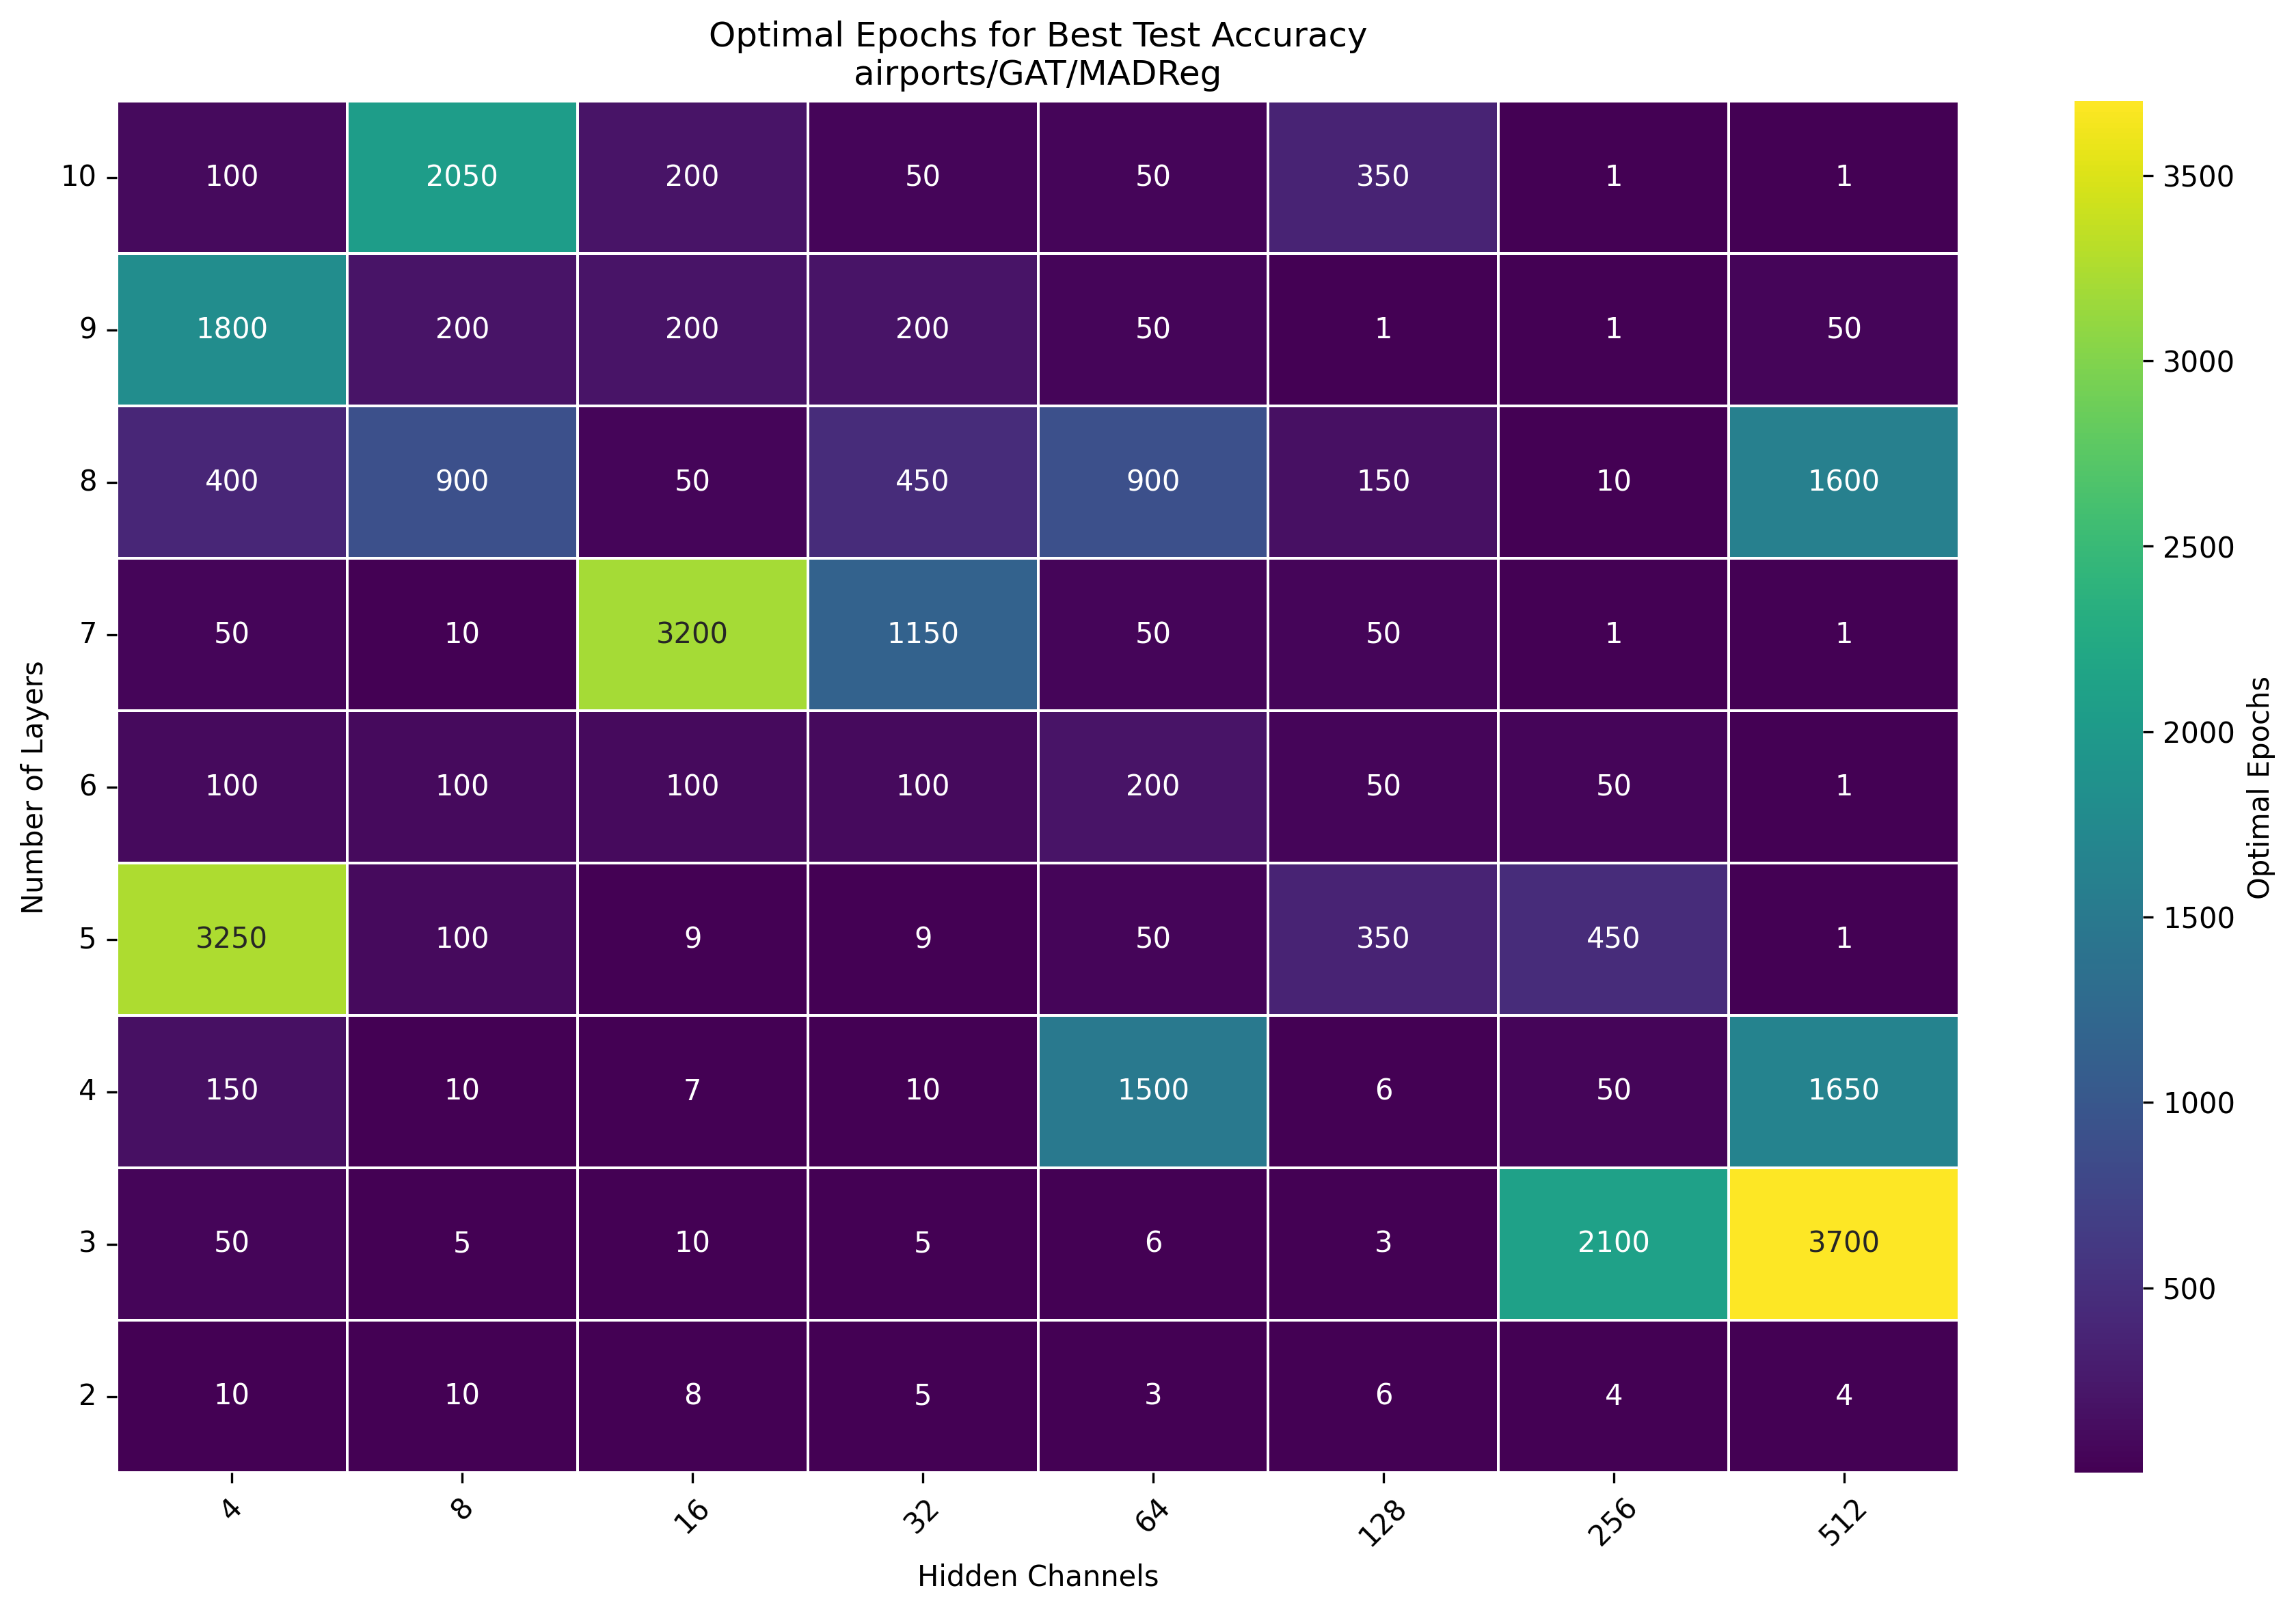 Optimal Epochs for Best Test Accuracy
airports/GAT/MADReg
10 100 2050 200 50 50 350 1 1
9 1800 200 200 200 50 1 1 50
8 400 900 50 450 900 150 10 1600
7 50 10 3200 1150 50 50 1 1
6 100 100 100 100 200 50 50 1
5 3250 100 9 9 50 350 450 1
4 150 10 7 10 1500 6 50 1650
3 50 5 10 5 6 3 2100 3700
2 10 10 8 5 3 6 4 4
4 8 16 32 64 128 256 512
Hidden Channels
Number of Layers
3500
3000
2500
2000
1500
1000
500
Optimal Epochs